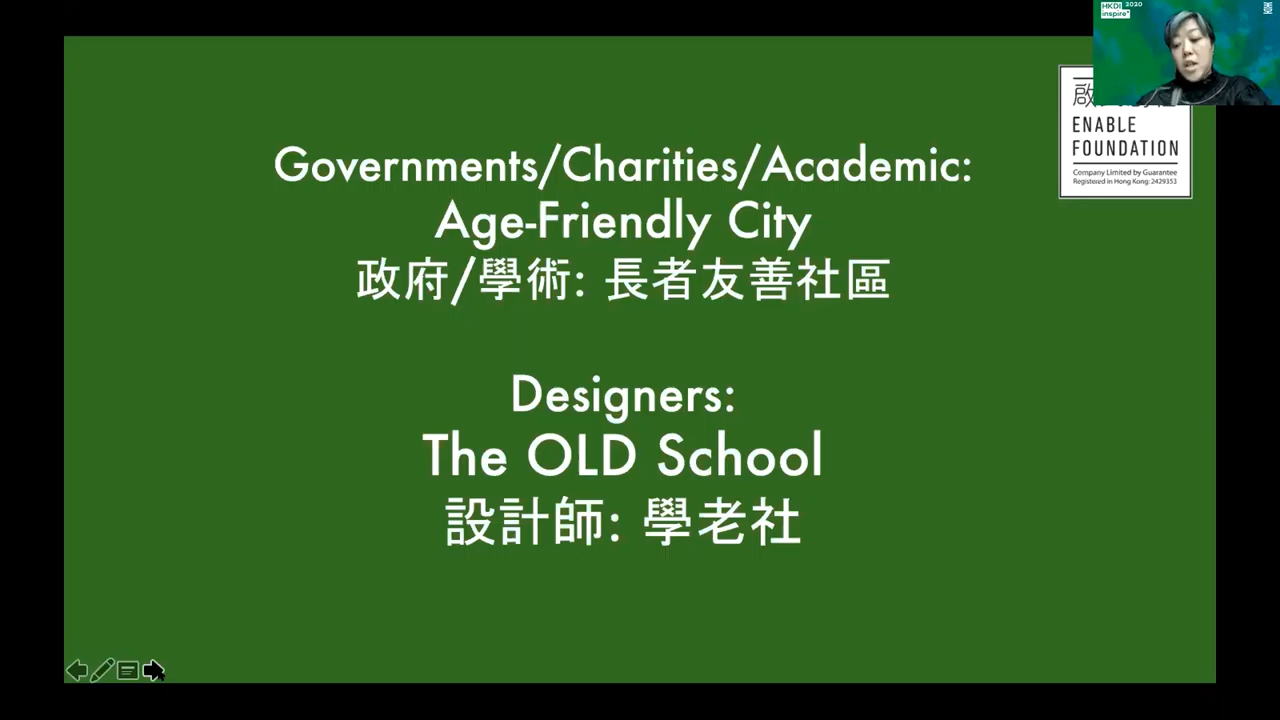 HKDI 2020
inspire*
Governments/Charities/Academic:
Age-Friendly City
政府/學術: 長者友善社區
Designers:
The OLD School
設計師: 學老社
啟
ENABLE
FOUNDATION
Company Limited by Guarantee
Registered in Hong Kong: 2429353